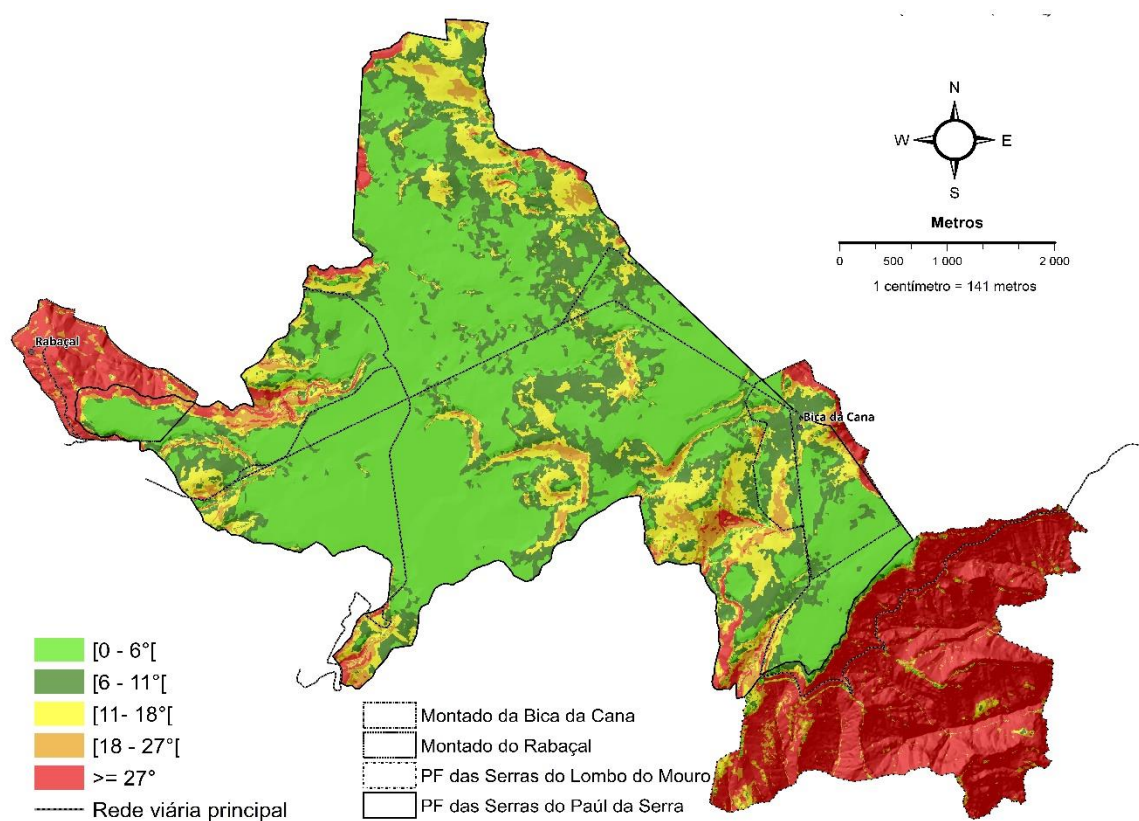 N
W
E
S
Metros
0 500 1 000 2 000
1 centímetro = 141 metros
Rabaçal
Bica da Cana
[0 - 6°[
[6 - 11°[
[11- 18°[
[18 - 27°[
>= 27°
Rede viária principal
Montado da Bica da Cana
Montado do Rabaçal
PF das Serras do Lombo do Mouro
PF das Serras do Paúl da Serra